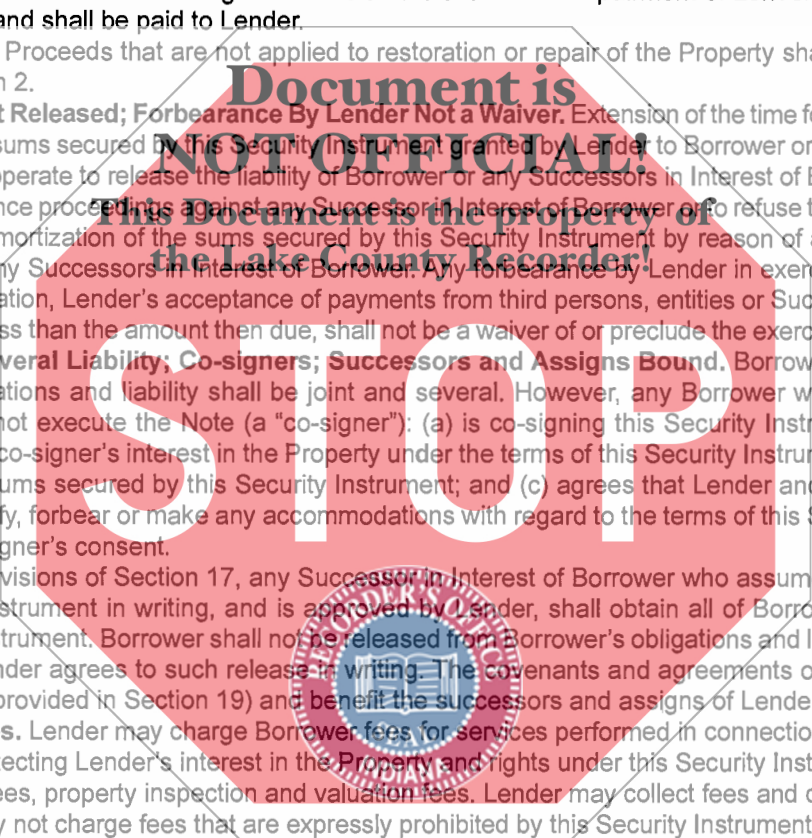 and shall be paid to Lender.
Proceeds that are not applied to restoration or repair of the Property sha
n 2.
Document is
t Released; Forbearance By Lender Not a Waiver. Extension of the time fo
NOT OFFICIAL!
sums secured by this Security Instrument granted by Lender to Borrower or
operate to release the liability of Borrower or any Successors in Interest of B
This Document is the property of
nce proceedings against any Successor in Interest of Borrower or to refuse t
mortization of the sums secured by this Security Instrument by reason of a
the Lake County Recorder!
ny Successors in Interest of Borrower. Any forbearance by Lender in exerc
ation, Lender's acceptance of payments from third persons, entities or Suc
ss than the amount then due, shall not be a waiver of or preclude the exerc
STOP
veral Liability; Co-signers; Successors and Assigns Bound. Borrow
ations and liability shall be joint and several. However, any Borrower w
not execute the Note (a "co-signer"): (a) is co-signing this Security Instr
co-signer's interest in the Property under the terms of this Security Instrum
ums secured by this Security Instrument; and (c) agrees that Lender and
fy, forbear or make any accommodations with regard to the terms of this S
gner's consent.
visions of Section 17, any Successor in Interest of Borrower who assum
strument in writing, and is approved by Lender, shall obtain all of Borro
RECORDER'S OFFICE
trument. Borrower shall not be released from Borrower's obligations and l
nder agrees to such release in writing. The covenants and agreements o
provided in Section 19) and benefit the successors and assigns of Lender
s. Lender may charge Borrower fees for services performed in connectio
SEAL
tecting Lender's interest in the Property and rights under this Security Inst
INDIANA
ees, property inspection and valuation fees. Lender may collect fees and c
y not charge fees that are expressly prohibited by this Security Instrument